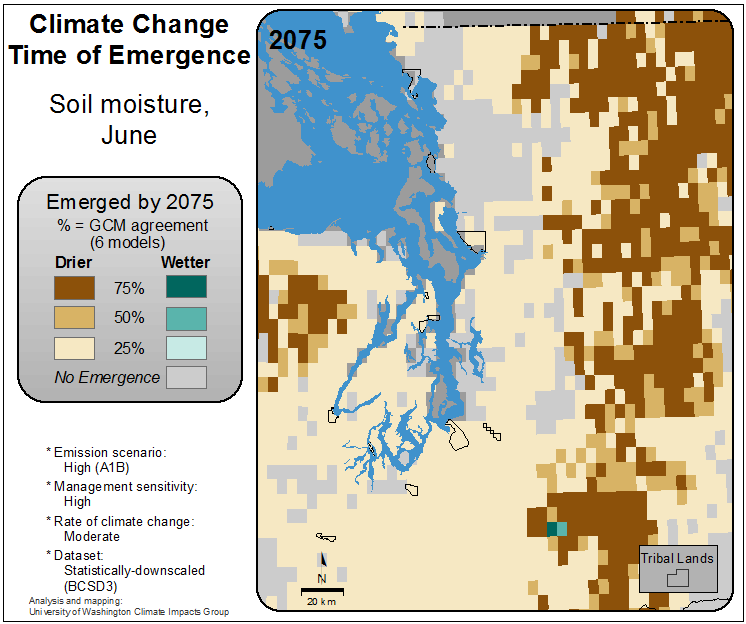 Climate Change
Time of Emergence
Soil moisture,
June
Emerged by 2075
% = GCM agreement
(6 models)
Drier Wetter
75%
50%
25%
No Emergence
* Emission scenario:
High (A1B)
* Management sensitivity:
High
* Rate of climate change:
Moderate
* Dataset:
Statistically-downscaled
(BCSD3)
Analysis and mapping:
University of Washington Climate Impacts Group
2075
N
20 km
Tribal Lands